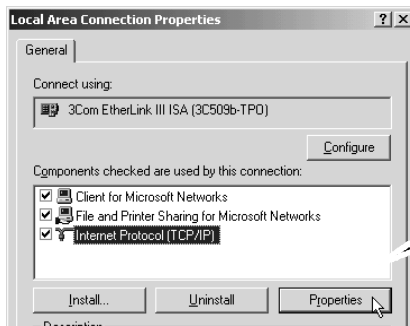 Local Area Connection Properties
General
Connect using:
3Com EtherLink III ISA (3C509b-TPO)
Configure
Components checked are used by this connection:
Client for Microsoft Networks
File and Printer Sharing for Microsoft Networks
Internet Protocol (TCP/IP)
Install... Uninstall Properties
Description